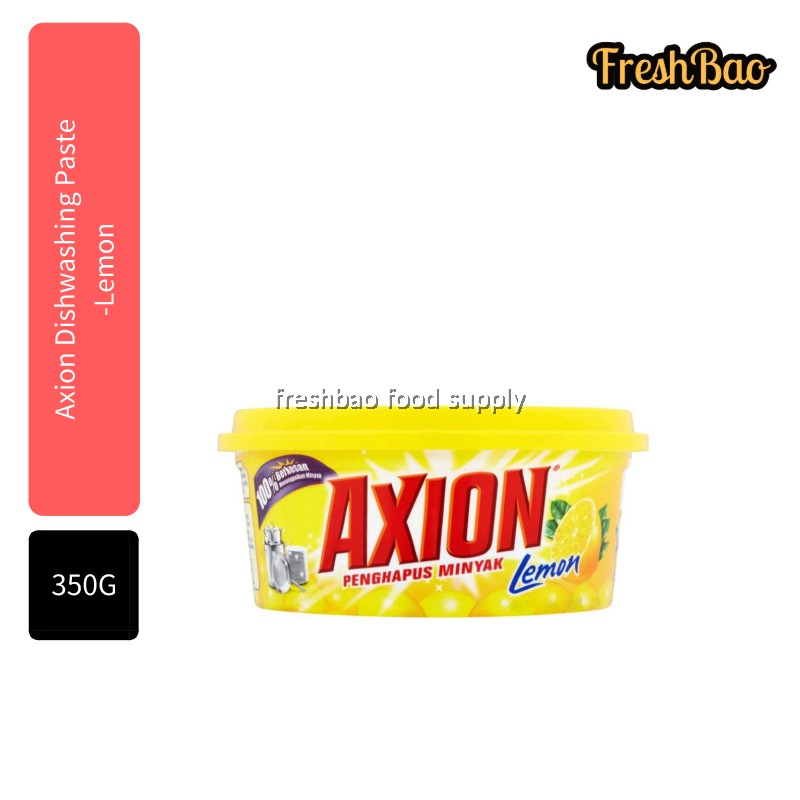 FreshBao
Axion Dishwashing Paste
-Lemon
350G
freshbao food supply
100% Berkesan
AXION®
PENGHAPUS MINYAK
Lemon